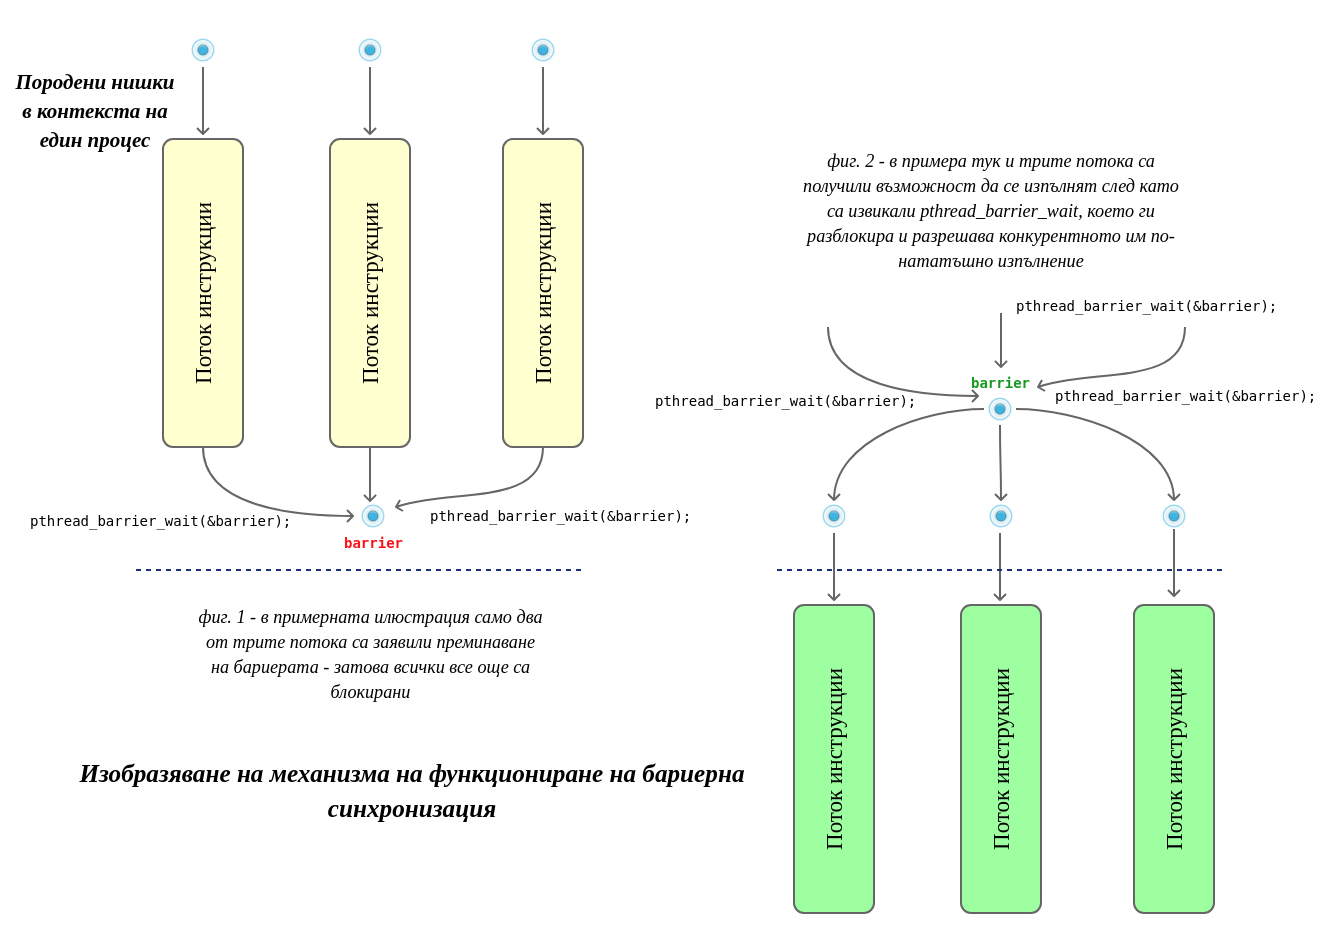 Породени нишки
в контекста на
един процес
Поток инструкции
Поток инструкции
Поток инструкции
pthread_barrier_wait(&barrier);
pthread_barrier_wait(&barrier);
barrier
фиг. 1 - в примерната илюстрация само два
от трите потока са заявили преминаване
на бариерата - затова всички все още са
блокирани
фиг. 2 - в примера тук и трите потока са
получили възможност да се изпълнят след като
са извикали pthread_barrier_wait, което ги
разблокира и разрешава конкурентното им по-
нататъшно изпълнение
pthread_barrier_wait(&barrier);
barrier
pthread_barrier_wait(&barrier);
pthread_barrier_wait(&barrier);
Поток инструкции
Поток инструкции
Поток инструкции
Изобразяване на механизма на функциониране на бариерна
синхронизация